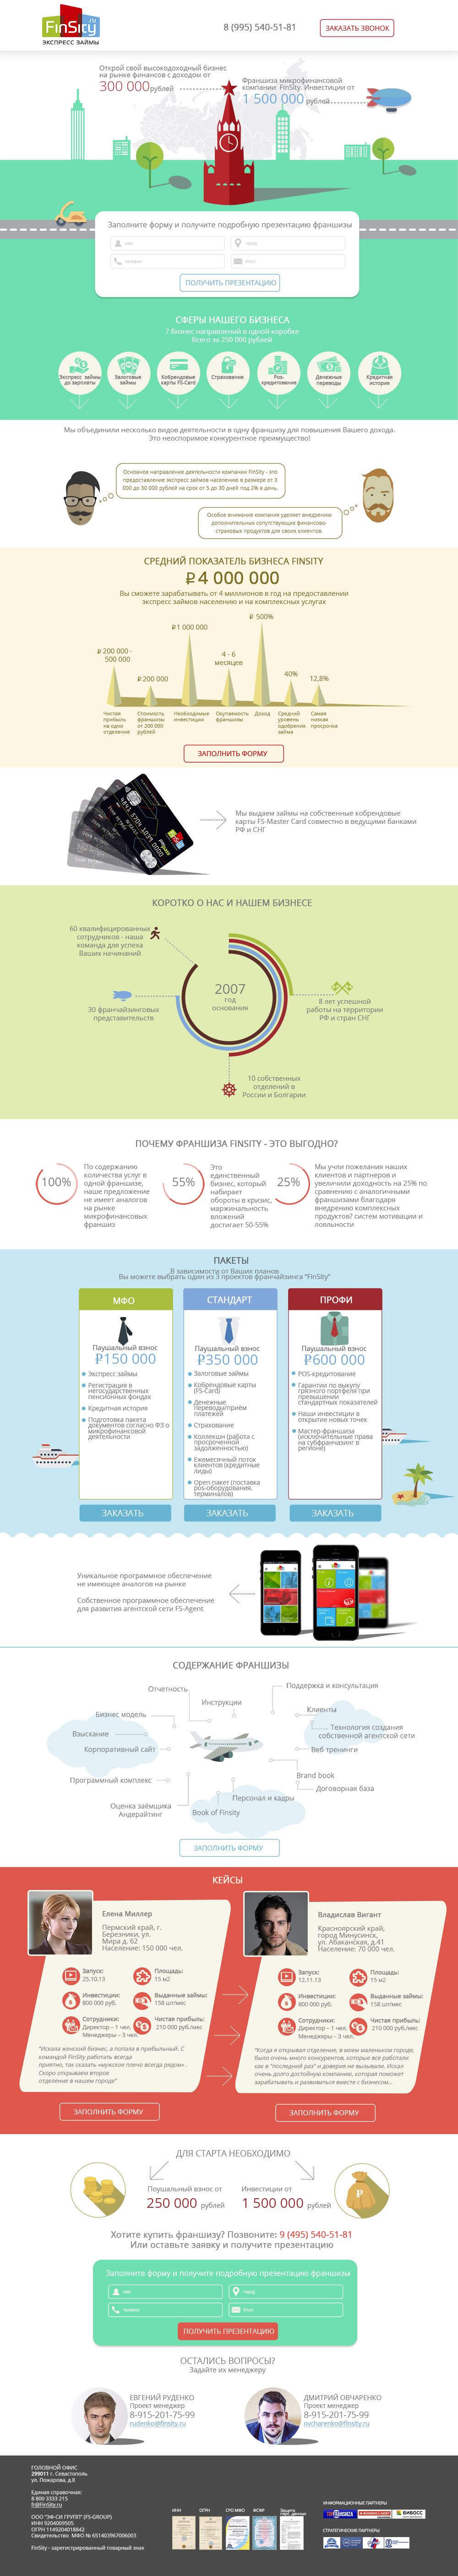 FinSity.ru
ЭКСПРЕСС ЗАЙМЫ
8 (995) 540-51-81
ЗАКАЗАТЬ ЗВОНОК
Открой свой высокодоходный бизнес
на рынке финансов с доходом от
300 000 рублей
Франшиза микрофинансовой
компании FinSity. Инвестиции от
1 500 000 рублей
Заполните форму и получите подробную презентацию франшизы
имя
город
телефон
Email
ПОЛУЧИТЬ ПРЕЗЕНТАЦИЮ
СФЕРЫ НАШЕГО БИЗНЕСА
7 бизнес направлений в одной коробке
Всего за 250 000 рублей
Экспресс займы
до зарплаты
Залоговые
займы
Кобрендовые
карты FS-Card
Страхование
Pos-
кредитование
Денежные
переводы
Кредитная
история
Мы объединили несколько видов деятельности в одну франшизу для повышения Вашего дохода.
Это неоспоримое конкурентное преимущество!
Основное направление деятельности компании FinSity - это
предоставление экспресс займов население в размере от 3
000 до 30 000 рублей на срок от 5 до 30 дней под 2% в день.
Особое внимание компания уделяет внедрению
дополнительных сопутствующих финансово-
страховых продуктов для своих клиентов.
СРЕДНИЙ ПОКАЗАТЕЛЬ БИЗНЕСА FINSITY
₽4 000 000
Вы сможете зарабатывать от 4 миллионов в год на предоставлении
экспресс займов населению и на комплексных услугах
₽ 200 000 -
500 000
₽200 000
₽1 000 000
4 - 6
месяцев
₽ 500%
40%
12,8%
Чистая
прибыль
на одно
отделение
Стоимость
франшизы
от 200 000
рублей
Необходимые
инвестиции
Окупаемость
франшизы
Доход
Средний
уровень
одобрения
займа
Самая
низкая
просрочка
ЗАПОЛНИТЬ ФОРМУ
Мы выдаем займы на собственные кобрендовые
карты FS-Master Card совместно в ведущими банками
РФ и СНГ
КОРОТКО О НАС И НАШЕМ БИЗНЕСЕ
60 квалифицированных
сотрудников - наша
команда для успеха
Ваших начинаний
30 франчайзинговых
представительств
2007
год
основания
8 лет успешной
работы на территории
РФ и стран СНГ
10 собственных
отделений в
России и Болгарии
ПОЧЕМУ ФРАНШИЗА FINSITY - ЭТО ВЫГОДНО?
100%
По содержанию
количества услуг в
одной франшизе,
наше предложение
не имеет аналогов
на рынке
микрофинансовых
франшиз
55%
Это
единственный
бизнес, который
набирает
обороты в кризис,
маржинальность
вложений
достигает 50-55%
25%
Мы учли пожелания наших
клиентов и партнеров и
увеличили доходность на 25% по
сравнению с аналогичными
франшизами благодаря
внедрению комплексных
продуктов? систем мотивации и
лояльности
ПАКЕТЫ
В зависимости от Ваших планов
Вы можете выбрать один из 3 проектов франчайзинга "FinSity"
МФО
Паушальный взнос
₽150 000
Экспресс займы
Регистрация в
негосударственных
пенсионных фондах
Кредитная история
Подготовка пакета
документов согласно ФЗ о
микрофинансовой
деятельности
ЗАКАЗАТЬ
СТАНДАРТ
Паушальный взнос
₽350 000
Залоговые займы
Кобрендовые карты
(FS-Card)
Денежные
переводы/приём
платежей
Страхование
Коллекшн (работа с
просроченной
задолженностью)
Ежемесячный поток
клиентов (кредитные
лиды)
Open-пакет (поставка
pos-оборудования,
терминалов)
ЗАКАЗАТЬ
ПРОФИ
Паушальный взнос
₽600 000
POS-кредитование
Гарантии по выкупу
грязного портфеля при
превышении
стандартных показателей
Наши инвестиции в
открытие новых точек
Мастер-франшиза
(исключительные права
на субфранчазинг в
регионе)
ЗАКАЗАТЬ
Уникальное программное обеспечение
не имеющее аналогов на рынке
Собственное программное обеспечение
для развития агентской сети FS-Agent
СОДЕРЖАНИЕ ФРАНШИЗЫ
Отчетность
Поддержка и консультация
Инструкции
Бизнес модель
Клиенты
Взыскание
Технология создания
собственной агентской сети
Корпоративный сайт
Веб тренинги
Программный комплекс
Brand book
Договорная база
Оценка заёмщика
Андерайтинг
Персонал и кадры
Book of Finsity
ЗАПОЛНИТЬ ФОРМУ
КЕЙСЫ
Елена Миллер
Пермский край, г.
Березники, ул.
Мира д. 62
Население: 150 000 чел.
Запуск:
25.10.13
Площадь:
15 м2
Инвестиции:
800 000 руб.
Выданные займы:
158 шт/мес
Сотрудники:
Директор – 1 чел.
Менеджеры – 3 чел.
Чистая прибыль:
210 000 руб./мес
"Искала женский бизнес, а попала в прибыльный. С
командой FinSity работать всегда
приятно, так сказать «мужское плечо всегда рядом» .
Скоро открываем второе
отделение в нашем городе"
ЗАПОЛНИТЬ ФОРМУ
Владислав Вигант
Красноярский край,
город Минусинск,
ул. Абаканская, д.41
Население: 70 000 чел.
Запуск:
12.11.13
Площадь:
15 м2
Инвестиции:
800 000 руб.
Выданные займы:
158 шт/мес
Сотрудники:
Директор – 1 чел.
Менеджеры – 3 чел.
Чистая прибыль:
210 000 руб./мес
"Когда я открывал отделение, в моем маленьком городе,
было очень много конкурентов, которые все работали
как в "последний раз" и доверия не вызывали. Искал
очень долго достойную компанию, которая поможет
зарабатывать и развиваться вместе с Бизнесом...
ЗАПОЛНИТЬ ФОРМУ
ДЛЯ СТАРТА НЕОБХОДИМО
Поушальный взнос от
250 000 рублей
Инвестиции от
1 500 000 рублей
Хотите купить франшизу? Позвоните: 9 (495) 540-51-81
Или оставьте заявку и получите презентацию
Заполните форму и получите подробную презентацию франшизы
имя
город
телефон
Email
ПОЛУЧИТЬ ПРЕЗЕНТАЦИЮ
ОСТАЛИСЬ ВОПРОСЫ?
Задайте их менеджеру
ЕВГЕНИЙ РУДЕНКО
Проект менеджер
8-915-201-75-99
rudenko@finsity.ru
ДМИТРИЙ ОВЧАРЕНКО
Проект менеджер
8-915-201-75-99
ovcharenko@finsity.ru
ГОЛОВНОЙ ОФИС
299011 г. Севастополь
ул. Пожарова, д.8
Единая справочная:
8 800 3333 215
fr@FinSity.ru
ООО "ЭФ-СИ ГРУПП" (FS-GROUP)
ИНН 9204009505
ОГРН 1149204018842
Свидетельство МФО № 651403967006003
FinSity - зарегистрированный товарный знак
ИНН
ОГРН
СРО МФО
ФСФР
Защита
перс. данных
ИНФОРМАЦИОННЫЕ ПАРТНЕРЫ
СТРАТЕГИЧЕСКИЕ ПАРТНЕРЫ